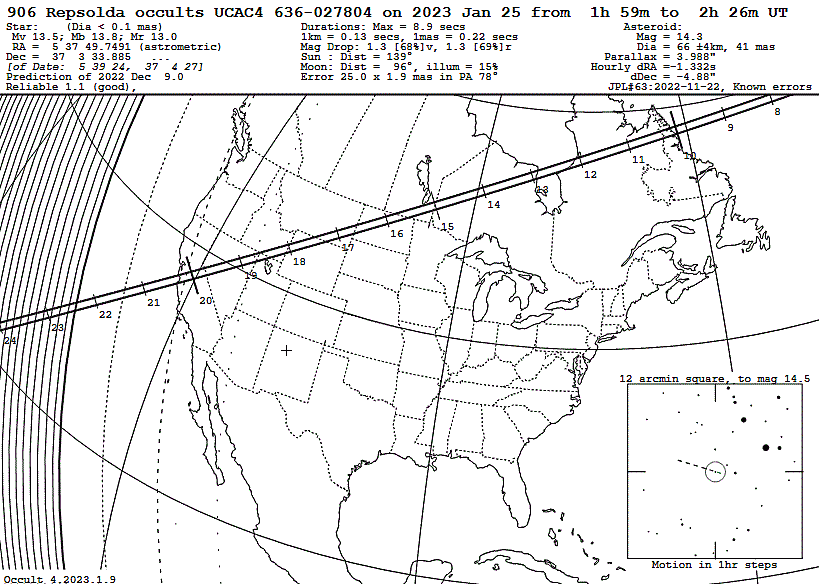 906 Repsolda occults UCAC4 636-027804 on 2023 Jan 25 from 1h 59m to 2h 26m UT
Star: (Dia < 0.1 mas)
Mv 13.5; Mb 13.8; Mr 13.0
RA = 5 37 49.7491 (astrometric)
Dec = 37 3 33.885 ...
[of Date: 5 39 24, 37 4 27]
Prediction of 2022 Dec 9.0
Reliable 1.1 (good),
Durations: Max = 8.9 secs
1km = 0.13 secs, 1mas = 0.22 secs
Mag Drop: 1.3 [68%]v, 1.3 [69%]r
Sun : Dist = 139°
Moon: Dist = 96°, illum = 15%
Error 25.0 x 1.9 mas in PA 78°
Asteroid:
Mag = 14.3
Dia = 66 ±4km, 41 mas
Parallax = 3.988"
Hourly dRA =-1.332s
dDec = -4.88"
JPL#63:2022-11-22, Known errors
8
9
10
11
12
13
14
15
16
17
18
19
20
21
22
23
24
12 arcmin square, to mag 14.5
Motion in 1hr steps
Occult 4.2023.1.9